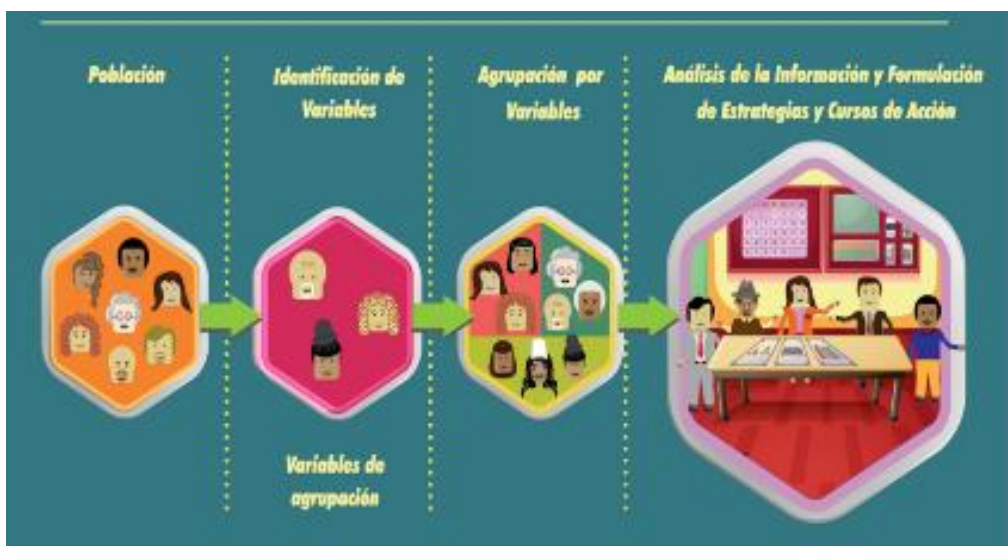 Población
Identificación de
Variables
Agrupación por
Variables
Análisis de la Información y Formulación
de Estrategias y Cursos de Acción
Variables de
agrupación